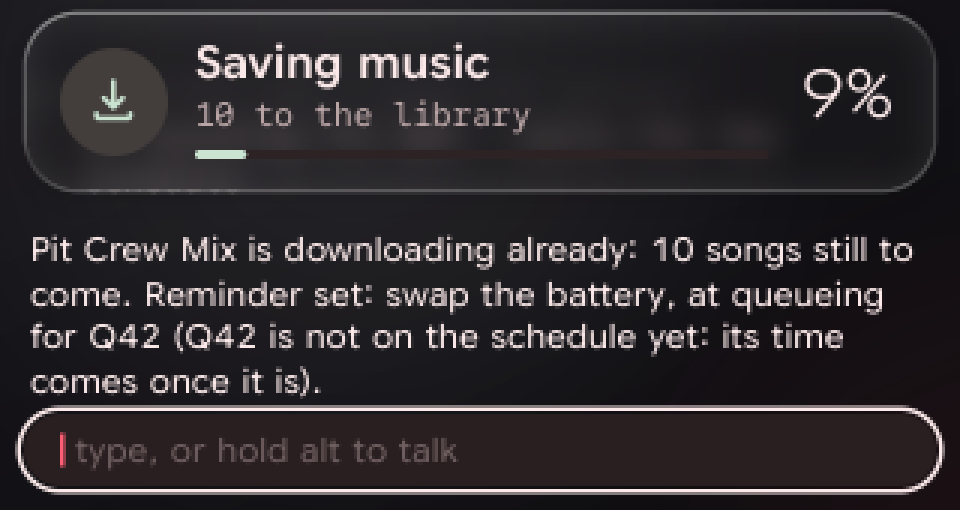 Saving music
10 to the library
9%
Pit Crew Mix is downloading already: 10 songs still to
come. Reminder set: swap the battery, at queueing
for Q42 (Q42 is not on the schedule yet: its time
comes once it is).
type, or hold alt to talk